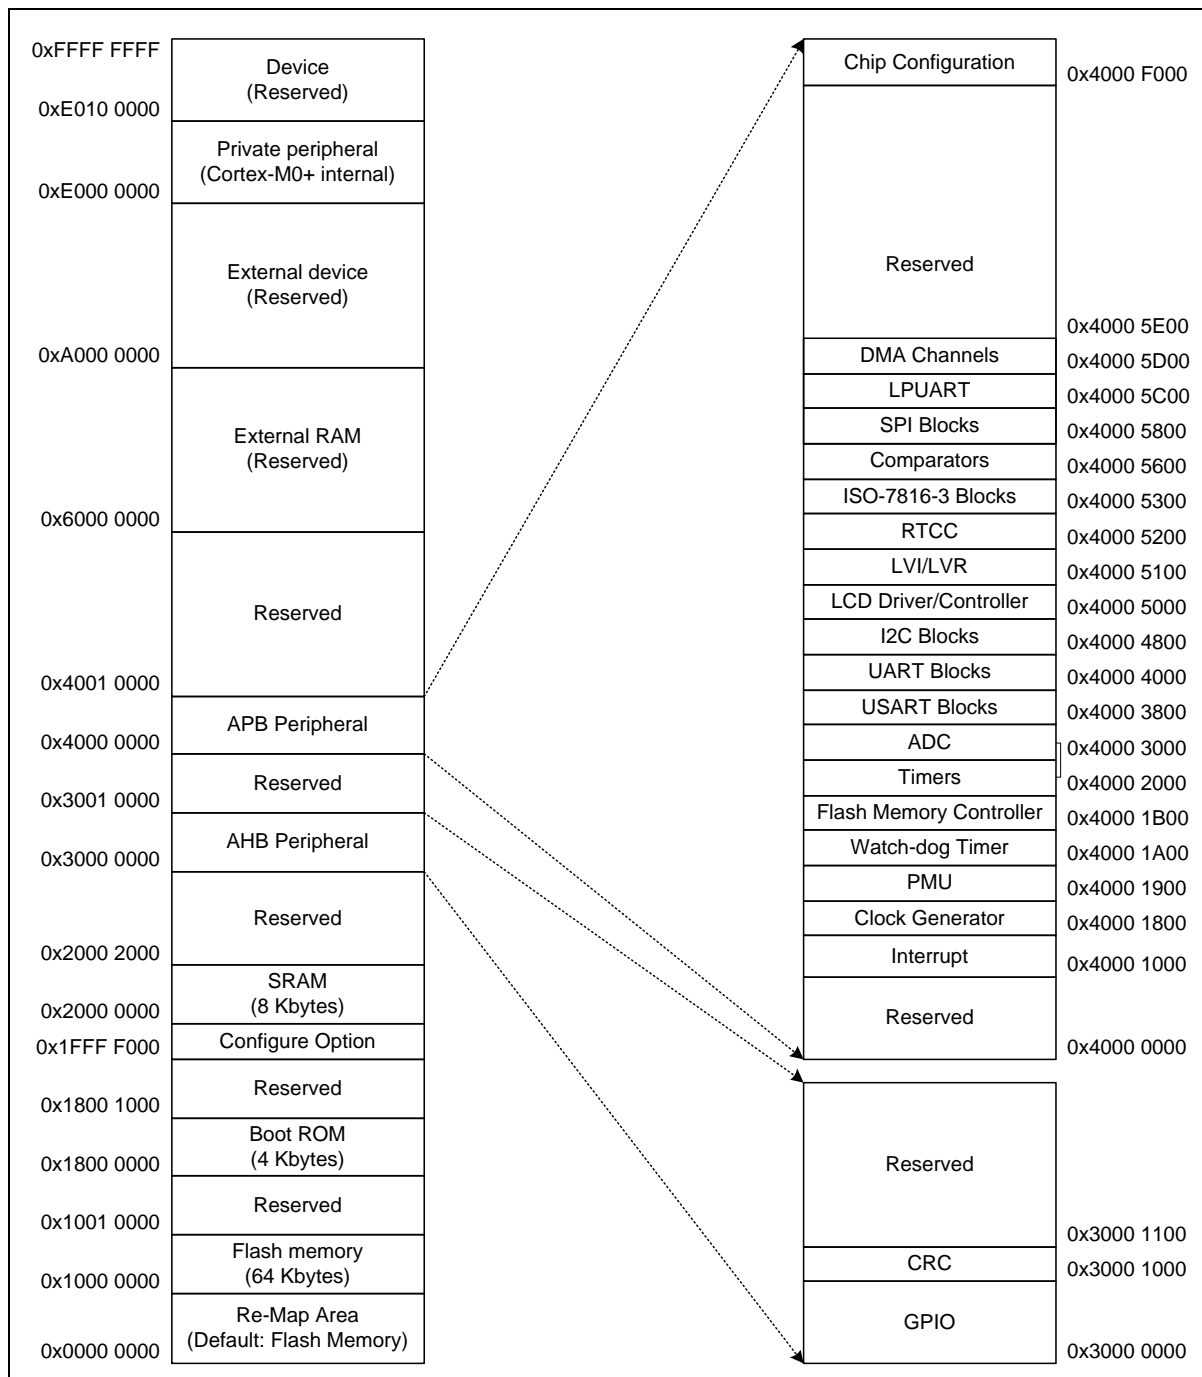 0xFFFF FFFF
Device
(Reserved)
0xE010 0000
Private peripheral
(Cortex-M0+ internal)
0xE000 0000
External device
(Reserved)
0xA000 0000
External RAM
(Reserved)
0x6000 0000
Reserved
0x4001 0000
APB Peripheral
0x4000 0000
Reserved
0x3001 0000
AHB Peripheral
0x3000 0000
Reserved
0x2000 2000
SRAM
(8 Kbytes)
0x2000 0000
Configure Option
0x1FFF F000
Reserved
0x1800 1000
Boot ROM
(4 Kbytes)
0x1800 0000
Reserved
0x1001 0000
Flash memory
(64 Kbytes)
0x1000 0000
Re-Map Area
(Default: Flash Memory)
0x0000 0000
Chip Configuration
0x4000 F000
Reserved
0x4000 5E00
DMA Channels
0x4000 5D00
LPUART
0x4000 5C00
SPI Blocks
0x4000 5800
Comparators
0x4000 5600
ISO-7816-3 Blocks
0x4000 5300
RTCC
0x4000 5200
LVI/LVR
0x4000 5100
LCD Driver/Controller
0x4000 5000
I2C Blocks
0x4000 4800
UART Blocks
0x4000 4000
USART Blocks
0x4000 3800
ADC
0x4000 3000
Timers
0x4000 2000
Flash Memory Controller
0x4000 1B00
Watch-dog Timer
0x4000 1A00
PMU
0x4000 1900
Clock Generator
0x4000 1800
Interrupt
0x4000 1000
Reserved
0x4000 0000
Reserved
0x3000 1100
CRC
0x3000 1000
GPIO
0x3000 0000